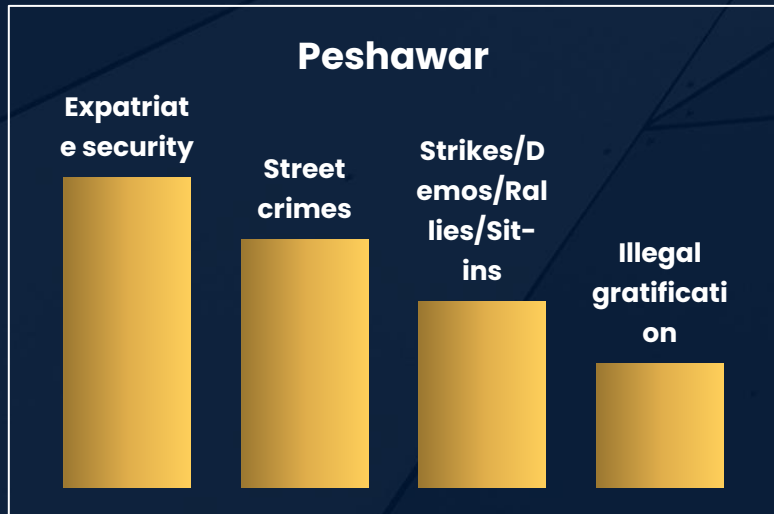 Peshawar
Expatriat
e security
Street
crimes
Strikes/D
emos/Ral
lies/Sit-
ins
Illegal
gratificati
on